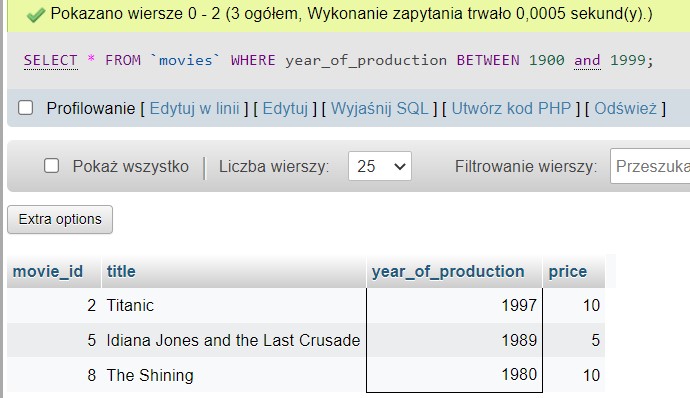 Pokazano wiersze 0 - 2 (3 ogółem, Wykonanie zapytania trwało 0,0005 sekund(y).)
SELECT * FROM `movies` WHERE year_of_production BETWEEN 1900 and 1999;
Profilowanie [ Edytuj w linii ] [ Edytuj ] [ Wyjaśnij SQL ] [ Utwórz kod PHP ] [ Odśwież ]
Pokaż wszystko | Liczba wierszy: 25 Filtrowanie wierszy: Przeszuka
Extra options
movie_id title year_of_production price
2 Titanic 1997 10
5 Idiana Jones and the Last Crusade 1989 5
8 The Shining 1980 10